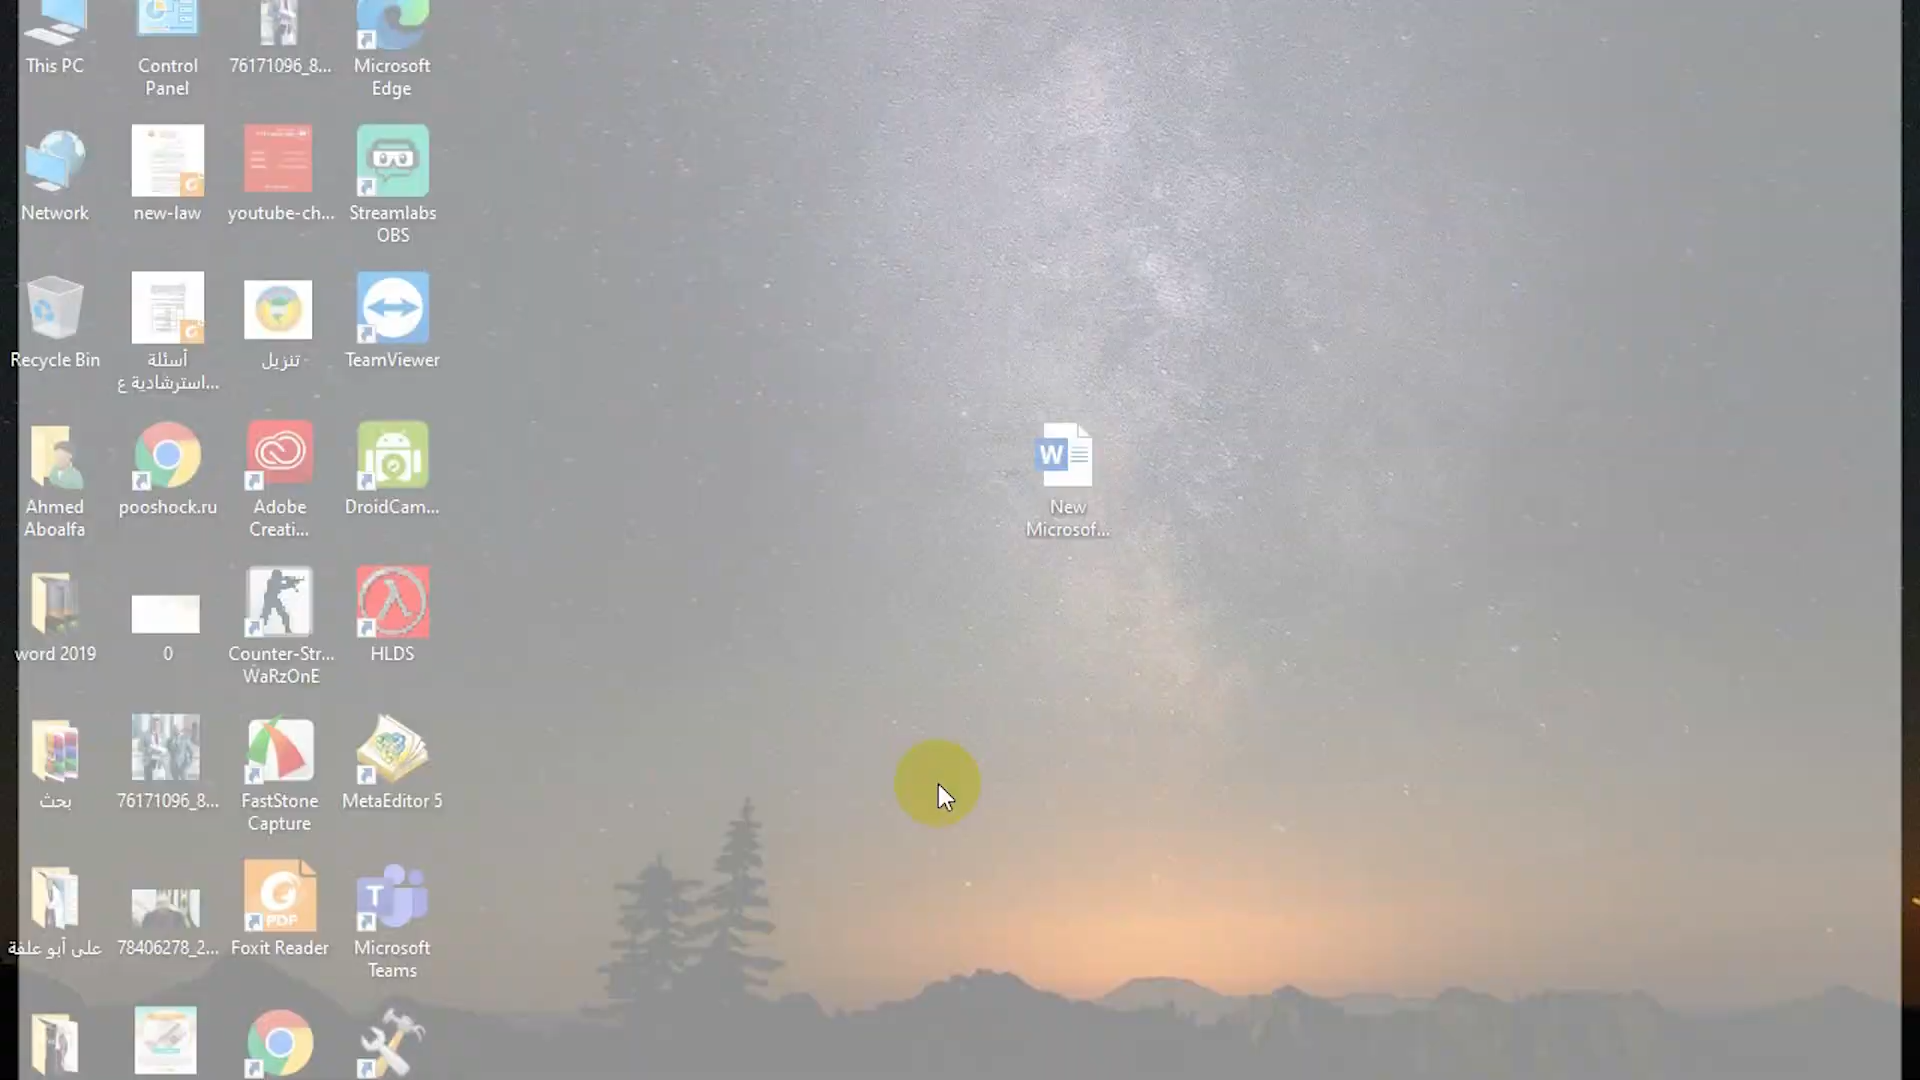 This PC
Control
Panel
76171096_8...
Microsoft
Edge
Network
new-law
youtube-ch...
Streamlabs
OBS
Recycle Bin
أسئلة
استرشادية ع...
تنزيل
TeamViewer
Ahmed
Aboalfa
pooshock.ru
Adobe
Creati...
DroidCam...
New
Microsof...
W
word 2019
0
Counter-Str...
WaRzOnE
HLDS
بحث
76171096_8...
FastStone
Capture
MetaEditor 5
PDF
T
على أبو علفة
78406278_2...
Foxit Reader
Microsoft
Teams